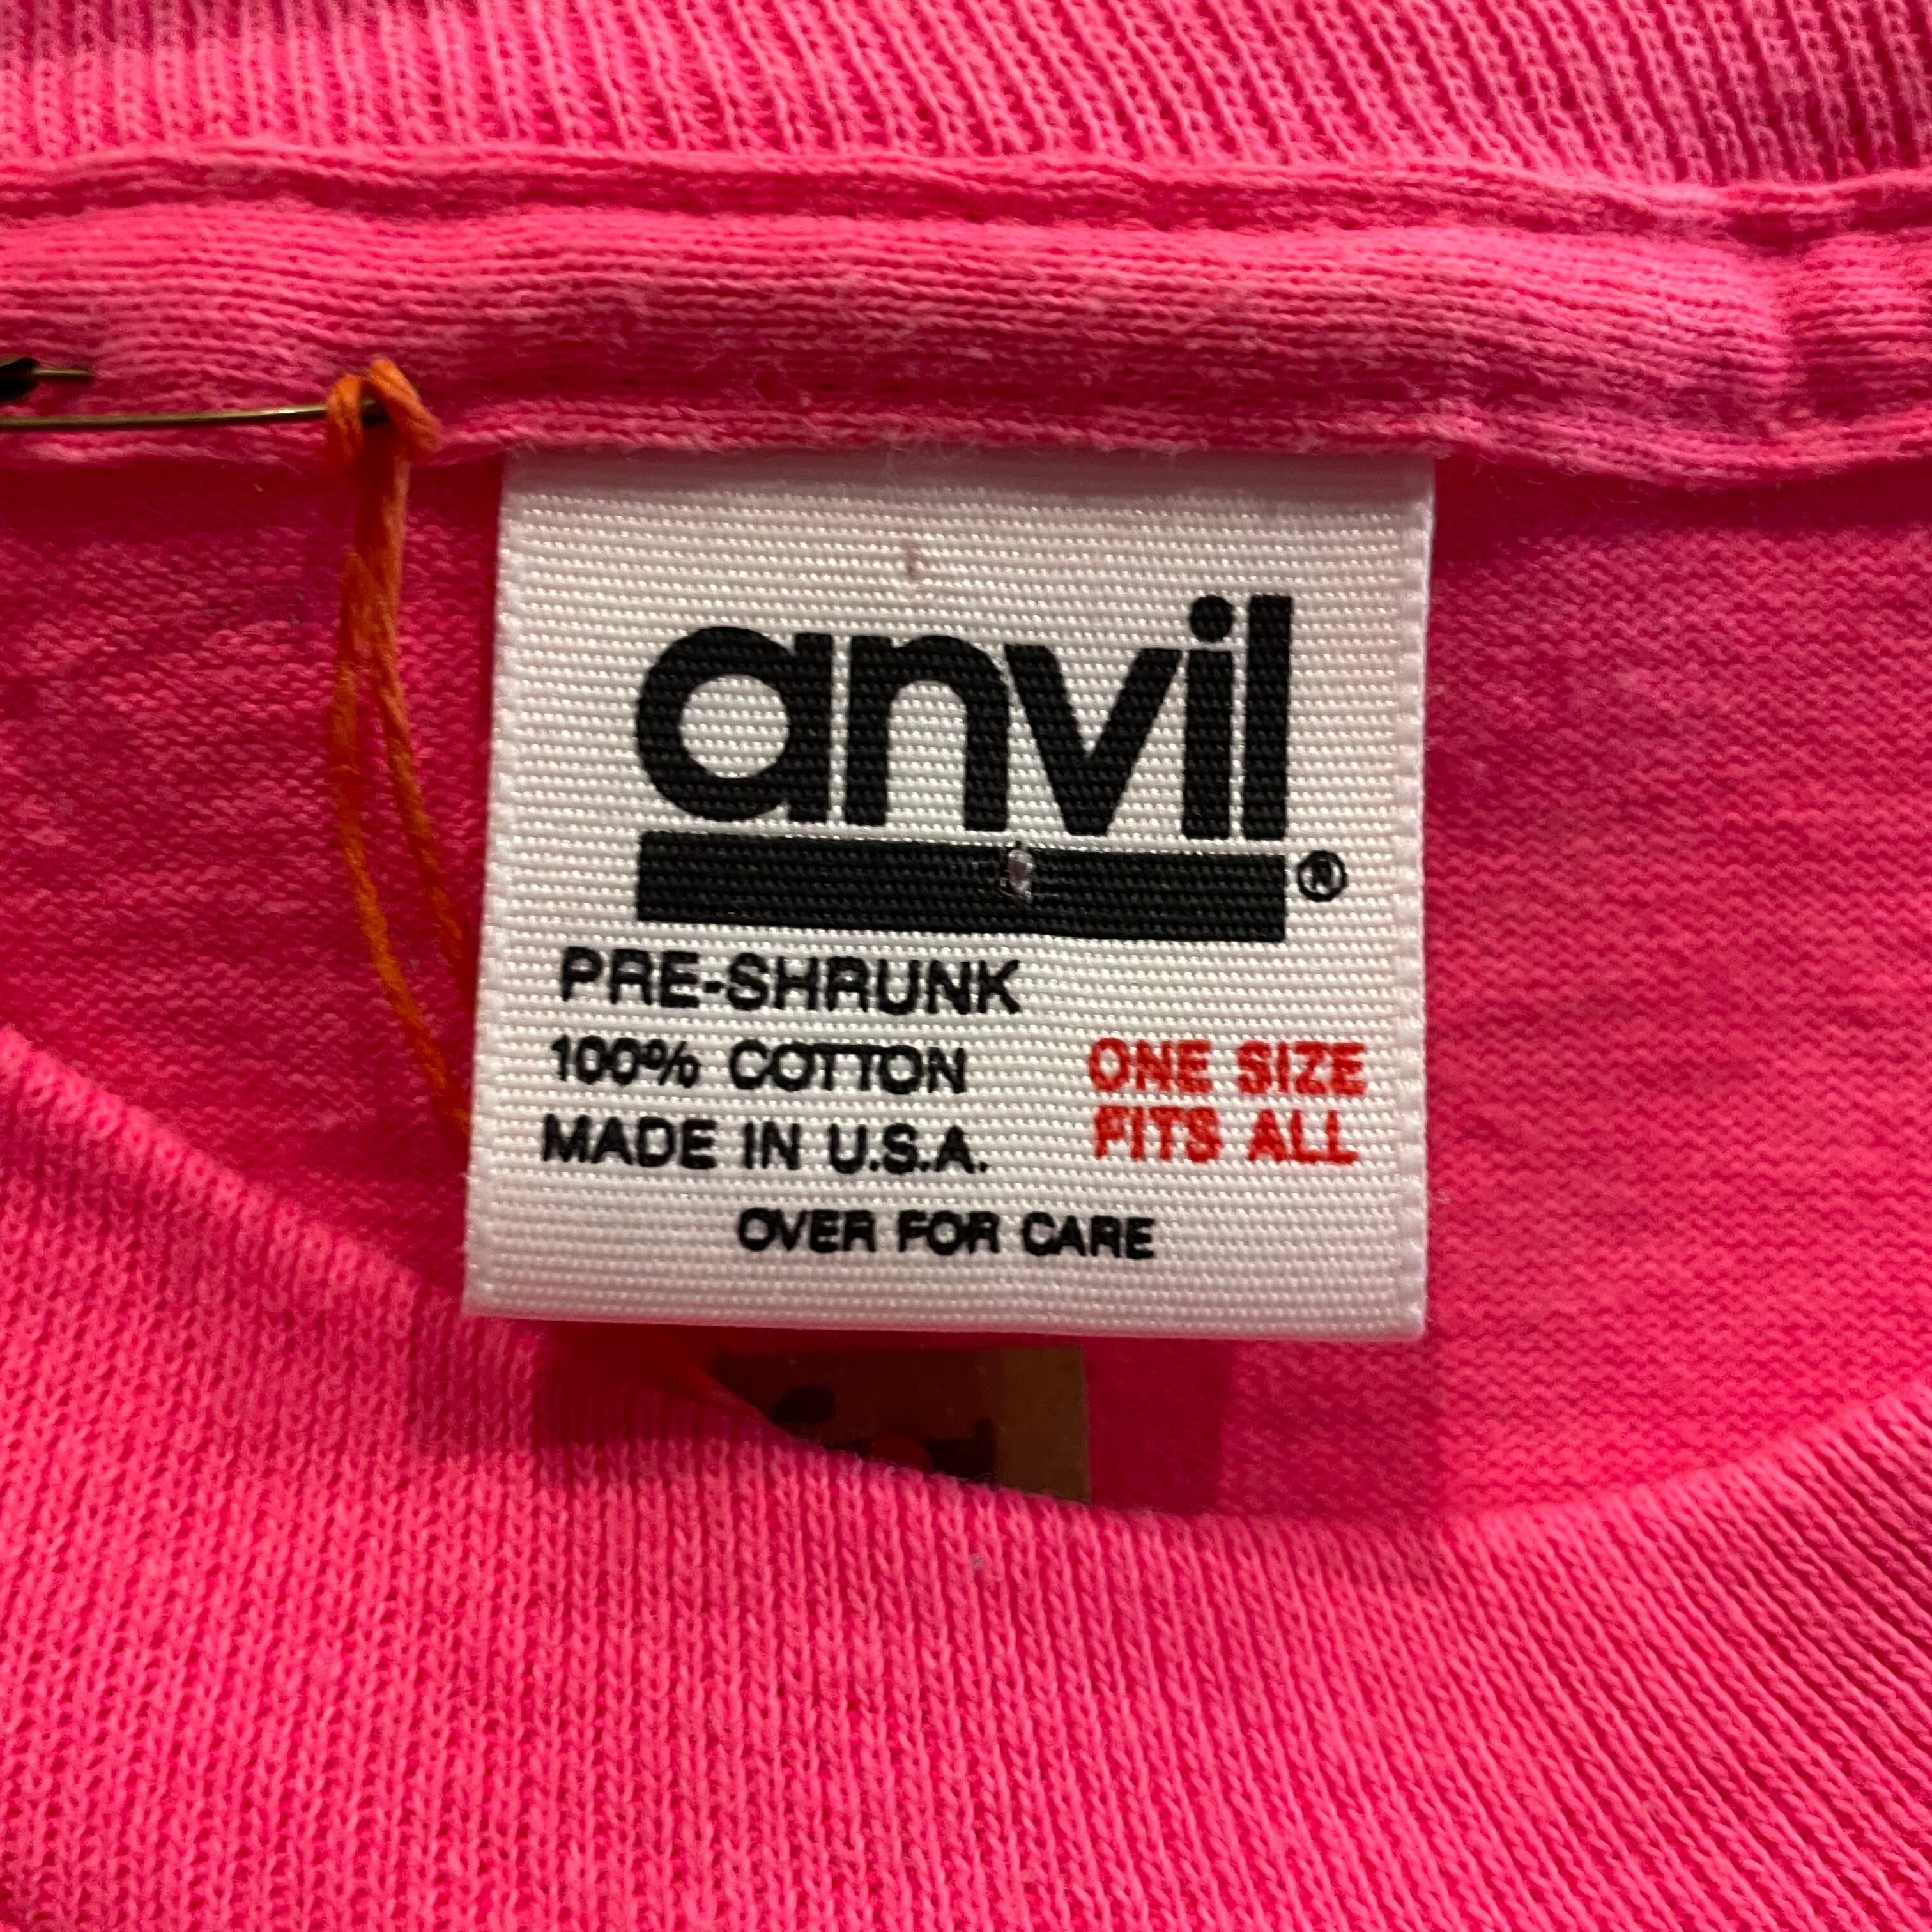 anvil®
PRE-SHRUNK
100% COTTON
MADE IN U.S.A.
ONE SIZE
FITS ALL
OVER FOR CARE